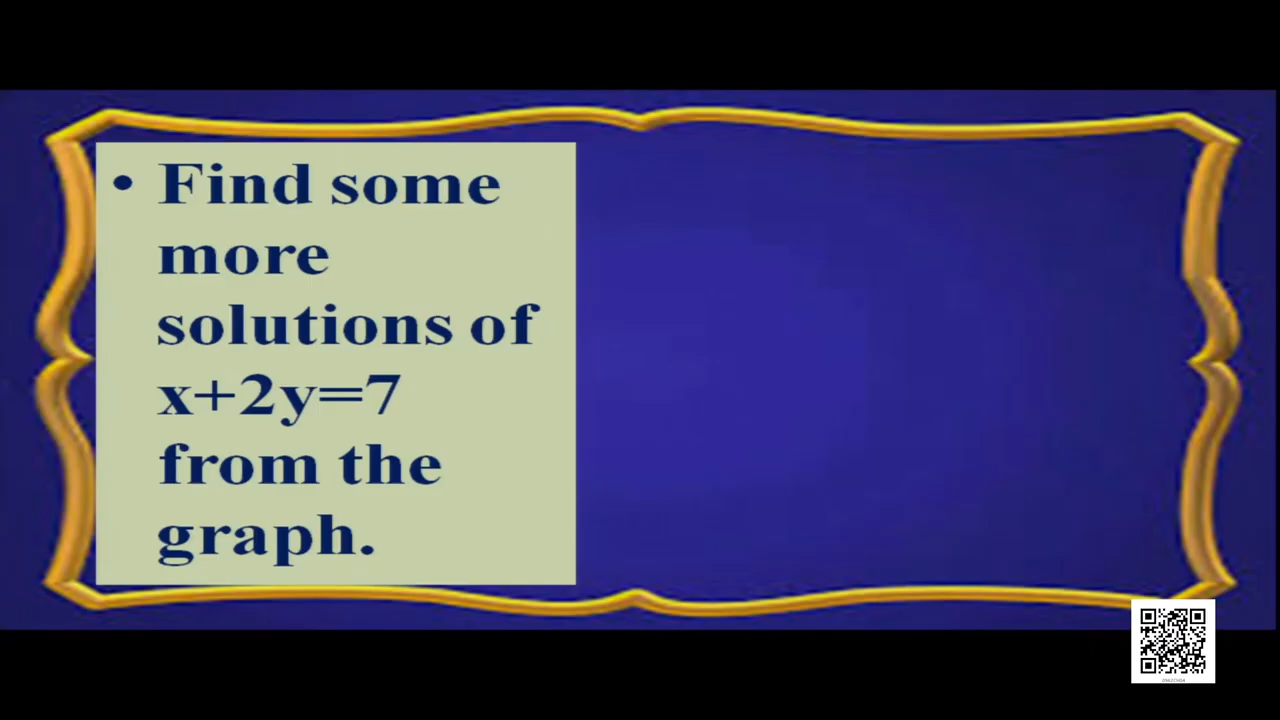 • Find some
more
solutions of
x+2y=7
from the
graph.